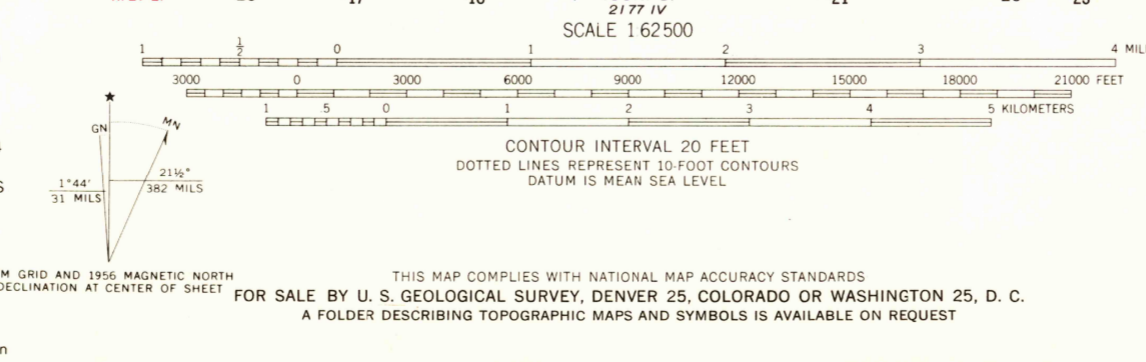 2177 IV
SCALE 1:62500
1 ½ 0 1 2 3 4 MIL
3000 0 3000 6000 9000 12000 15000 18000 21000 FEET
1 .5 0 1 2 3 4 5 KILOMETERS
CONTOUR INTERVAL 20 FEET
DOTTED LINES REPRESENT 10-FOOT CONTOURS
DATUM IS MEAN SEA LEVEL
★
GN MN
1°44' 21½°
31 MILS 382 MILS
M GRID AND 1956 MAGNETIC NORTH
DECLINATION AT CENTER OF SHEET
THIS MAP COMPLIES WITH NATIONAL MAP ACCURACY STANDARDS
FOR SALE BY U. S. GEOLOGICAL SURVEY, DENVER 25, COLORADO OR WASHINGTON 25, D. C.
A FOLDER DESCRIBING TOPOGRAPHIC MAPS AND SYMBOLS IS AVAILABLE ON REQUEST